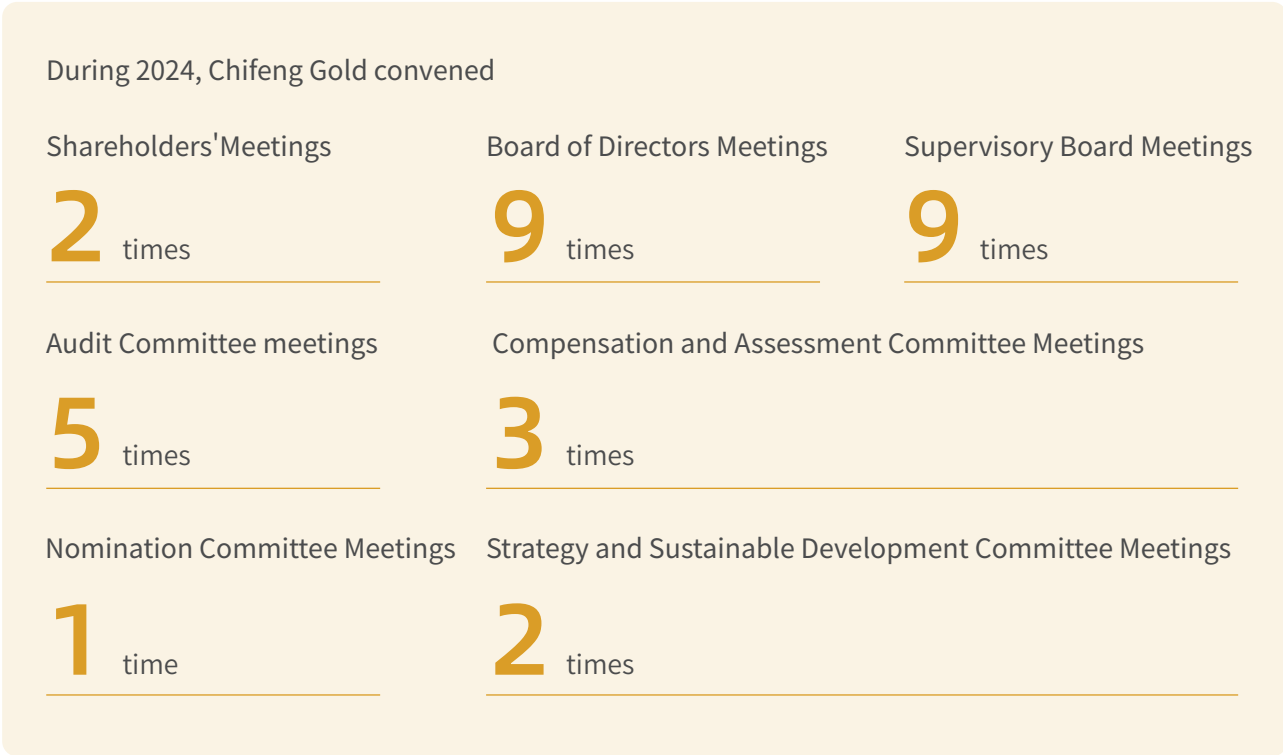 During 2024, Chifeng Gold convened
Shareholders'Meetings
2 times
Board of Directors Meetings
9 times
Supervisory Board Meetings
9 times
Audit Committee meetings
5 times
Compensation and Assessment Committee Meetings
3 times
Nomination Committee Meetings
1 time
Strategy and Sustainable Development Committee Meetings
2 times